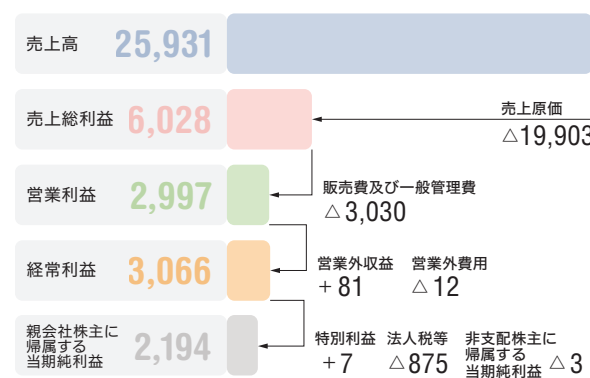 売上高 25,931
売上総利益 6,028
売上原価
△19,903
営業利益 2,997
販売費及び一般管理費
△3,030
経常利益 3,066
営業外収益 営業外費用
+81 △12
親会社株主に
帰属する
当期純利益
2,194
特別利益 法人税等
+7 △875
非支配株主に
帰属する
当期純利益 △3